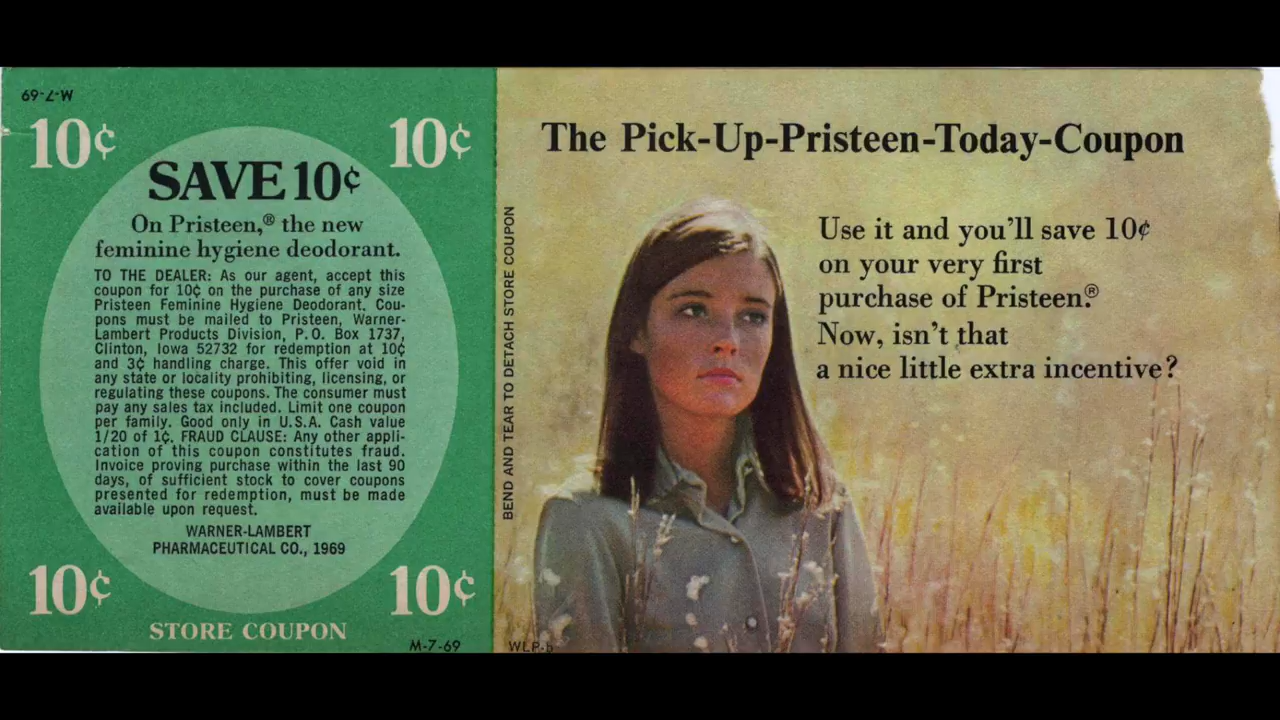 M-7-69
10¢ 10¢
SAVE 10¢
On Pristeen,® the new
feminine hygiene deodorant.
TO THE DEALER: As our agent, accept this
coupon for 10¢ on the purchase of any size
Pristeen Feminine Hygiene Deodorant. Cou-
pons must be mailed to Pristeen, Warner-
Lambert Products Division, P.O. Box 1737,
Clinton, Iowa 52732 for redemption at 10¢
and 3¢ handling charge. This offer void in
any state or locality prohibiting, licensing, or
regulating these coupons. The consumer must
pay any sales tax included. Limit one coupon
per family. Good only in U.S.A. Cash value
1/20 of 1¢. FRAUD CLAUSE: Any other appli-
cation of this coupon constitutes fraud.
Invoice proving purchase within the last 90
days, of sufficient stock to cover coupons
presented for redemption, must be made
available upon request.
WARNER-LAMBERT
PHARMACEUTICAL CO., 1969
10¢ 10¢
STORE COUPON
M-7-69
BEND AND TEAR TO DETACH STORE COUPON
The Pick-Up-Pristeen-Today-Coupon
Use it and you'll save 10¢
on your very first
purchase of Pristeen.®
Now, isn't that
a nice little extra incentive?
WLP-b